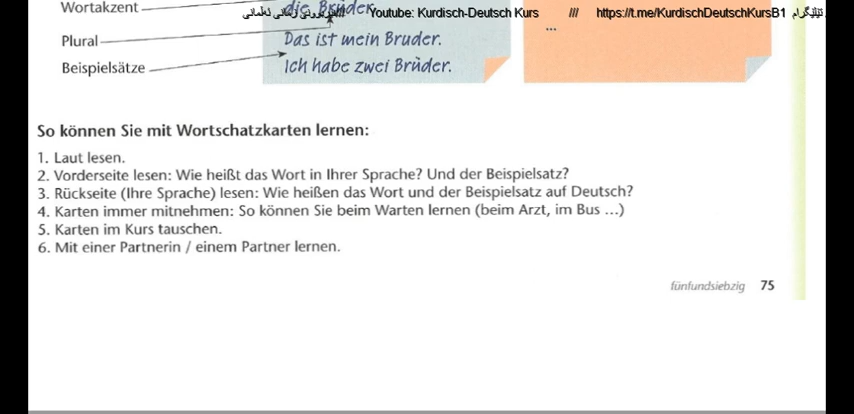 Wortakzent
die Brüder
Youtube: Kurdisch-Deutsch Kurs /// https://t.me/KurdischDeutschKursB1 تێلێگرام
Plural
Das ist mein Bruder.
...
Beispielsätze
Ich habe zwei Brüder.
So können Sie mit Wortschatzkarten lernen:
1. Laut lesen.
2. Vorderseite lesen: Wie heißt das Wort in Ihrer Sprache? Und der Beispielsatz?
3. Rückseite (Ihre Sprache) lesen: Wie heißen das Wort und der Beispielsatz auf Deutsch?
4. Karten immer mitnehmen: So können Sie beim Warten lernen (beim Arzt, im Bus ...)
5. Karten im Kurs tauschen.
6. Mit einer Partnerin / einem Partner lernen.
fünfundsiebzig 75